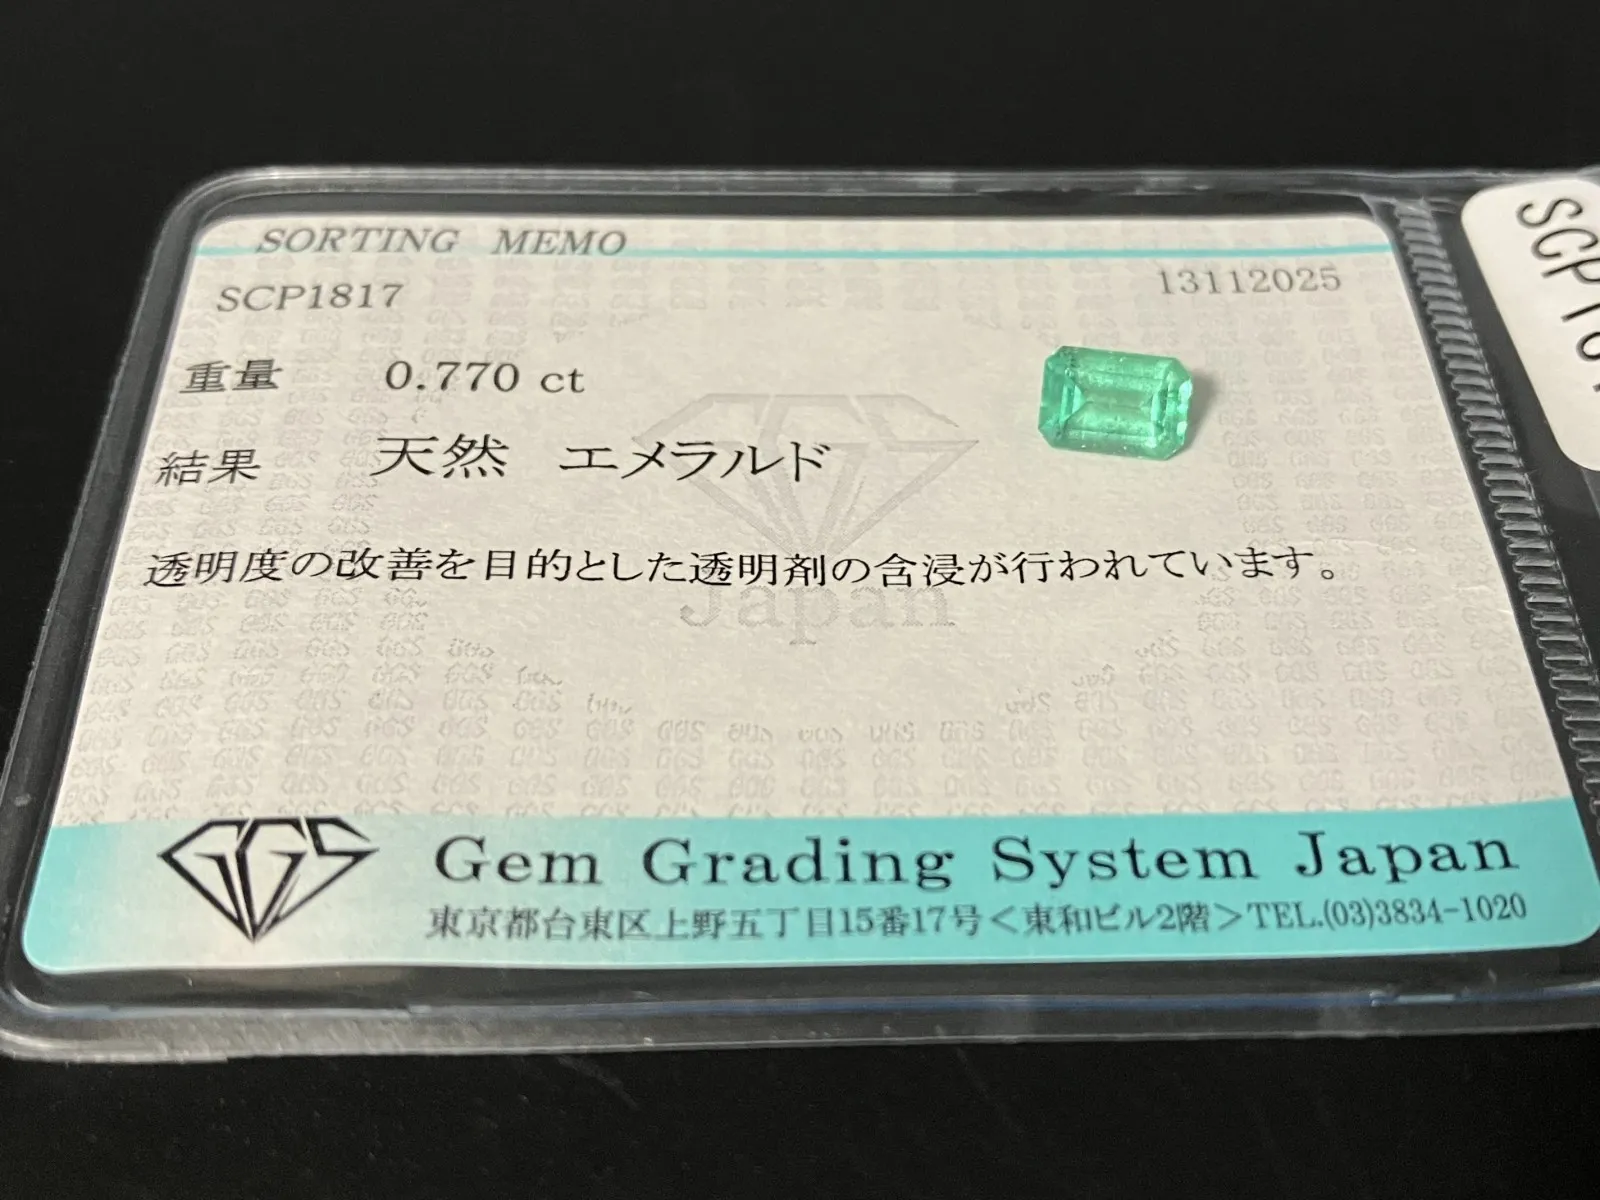 SORTING MEMO
SCP1817
13112025
重量 0.770 ct
結果 天然 エメラルド
透明度の改善を目的とした透明剤の含浸が行われています。
Japan
GGS
Gem Grading System Japan
東京都台東区上野五丁目15番17号＜東和ビル2階＞TEL.(03)3834-1020